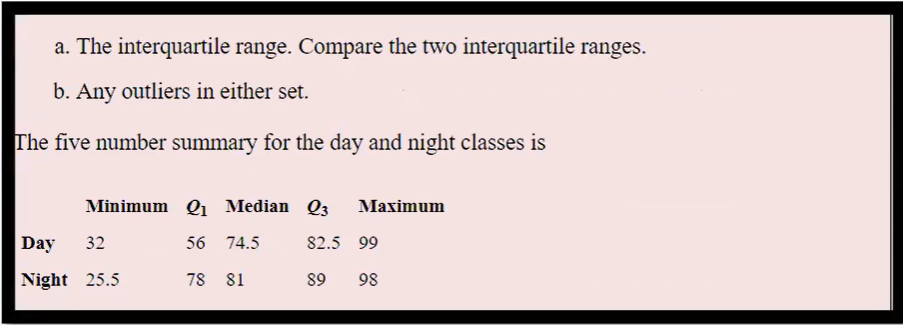 a. The interquartile range. Compare the two interquartile ranges.
b. Any outliers in either set.
The five number summary for the day and night classes is
Minimum Q1 Median Q3 Maximum
Day 32 56 74.5 82.5 99
Night 25.5 78 81 89 98